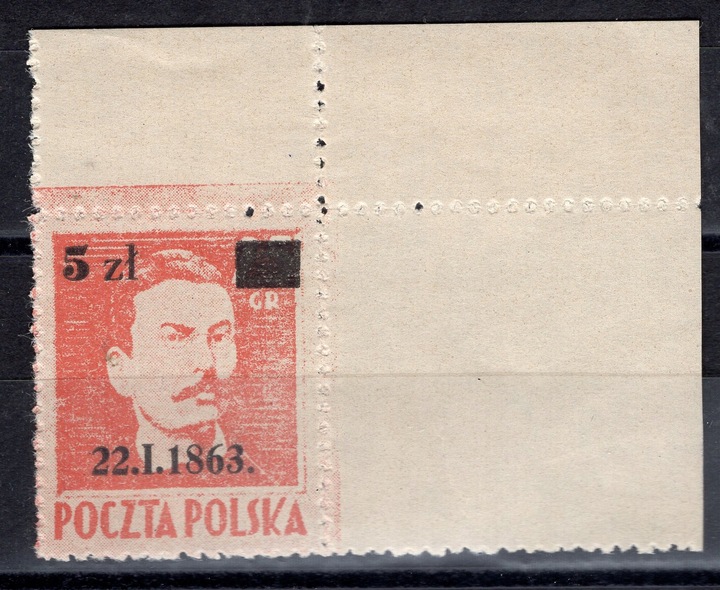 5 zł
GR
22.I.1863.
POCZTA POLSKA